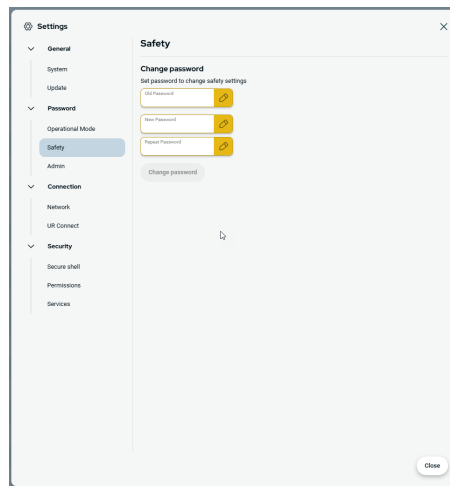 Settings
General
System
Update
Password
Operational Mode
Safety
Admin
Connection
Network
UR Connect
Security
Secure shell
Permissions
Services
Safety
Change password
Set password to change safety settings
Old Password
New Password
Repeat Password
Change password
Close